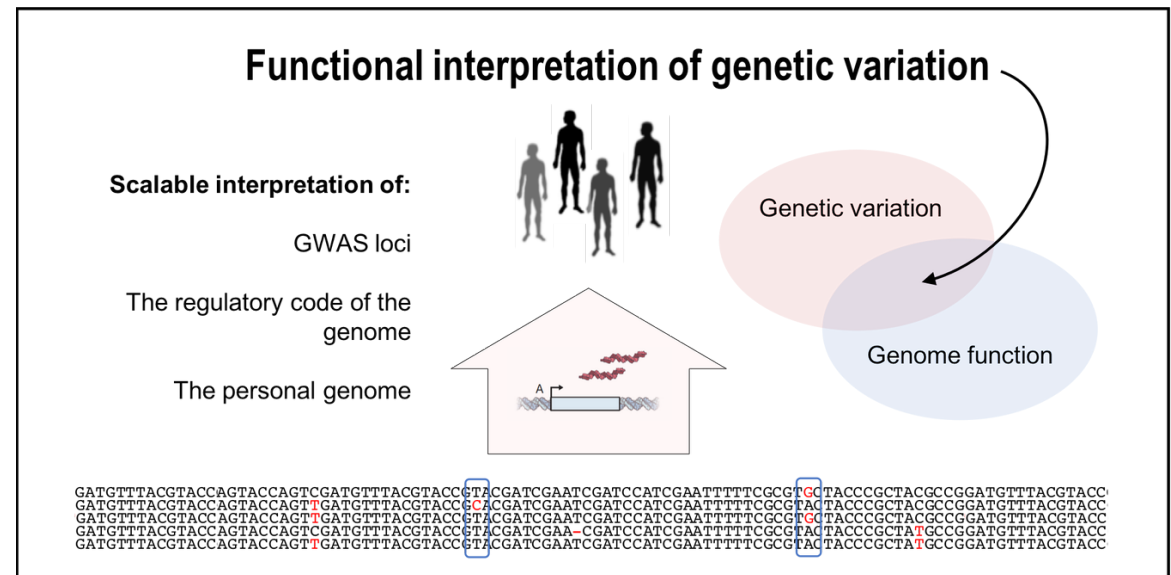 Functional interpretation of genetic variation
Scalable interpretation of:
GWAS loci
The regulatory code of the
genome
The personal genome
Genetic variation
Genome function
A
GATGTTTACGTACCAGTACCAGTCGATGTTTACGTACCGTACGATCGAATCGATCCATCGAATTTTTCGCGTGCTACCCGCTACGCCGGATGTTTACGTACC
GATGTTTACGTACCAGTACCAGTTGATGTTTACGTACCGCACGATCGAATCGATCCATCGAATTTTTCGCGTACTACCCGCTACGCCGGATGTTTACGTACC
GATGTTTACGTACCAGTACCAGTTGATGTTTACGTACCGTACGATCGAATCGATCCATCGAATTTTTCGCGTGCTACCCGCTACGCCGGATGTTTACGTACC
GATGTTTACGTACCAGTACCAGTCGATGTTTACGTACCGTACGATCGAA-CGATCCATCGAATTTTTCGCGTACTACCCGCTATGCCGGATGTTTACGTACC
GATGTTTACGTACCAGTACCAGTTGATGTTTACGTACCGTACGATCGAATCGATCCATCGAATTTTTCGCGTACTACCCGCTATGCCGGATGTTTACGTACC